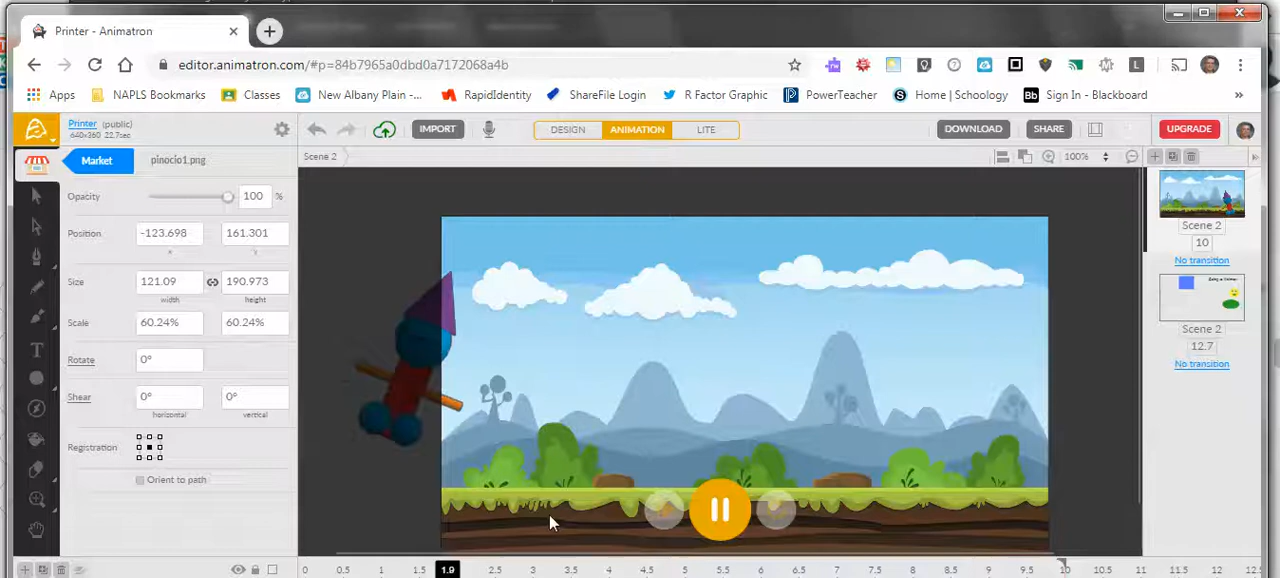 Printer - Animatron
editor.animatron.com/#p=84b7965a0dbd0a7172068a4b
Apps NAPLS Bookmarks Classes New Albany Plain -... RapidIdentity ShareFile Login R Factor Graphic PowerTeacher Home | Schoology Bb Sign In - Blackboard »
Printer (public)
640x360 22.7sec
IMPORT DESIGN ANIMATION LITE DOWNLOAD SHARE UPGRADE
Market pinocio1.png Scene 2 100%
Opacity 100 %
Position -123.698 161.301
x y
Size 121.09 190.973
width height
Scale 60.24% 60.24%
Rotate 0°
Shear 0° 0°
horizontal vertical
Registration
Orient to path
Scene 2
10
No transition
Scene 2
12.7
No transition
0 0.5 1 1.9 2.5 3 3.5 4 4.5 5 5.5 6 6.5 7 7.5 8 8.5 9 9.5 10 10.5 11 11.5 12 12.5